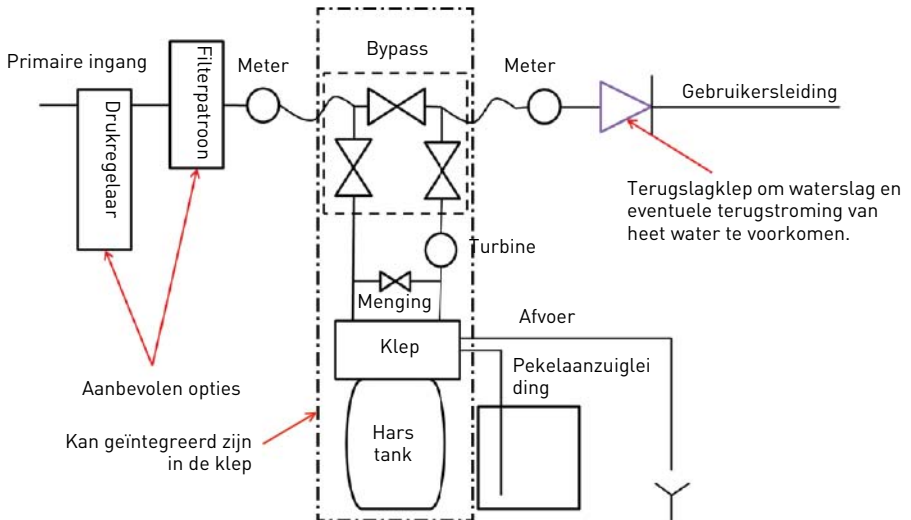 Bypass
Primaire ingang
Meter
Meter
Filterpatroon
Drukregelaar
Gebruikersleiding
Terugslagklep om waterslag en
eventuele terugstroming van
heet water te voorkomen.
Turbine
Menging
Afvoer
Klep
Pekelaanzuiglei
ding
Aanbevolen opties
Hars
tank
Kan geïntegreerd zijn
in de klep